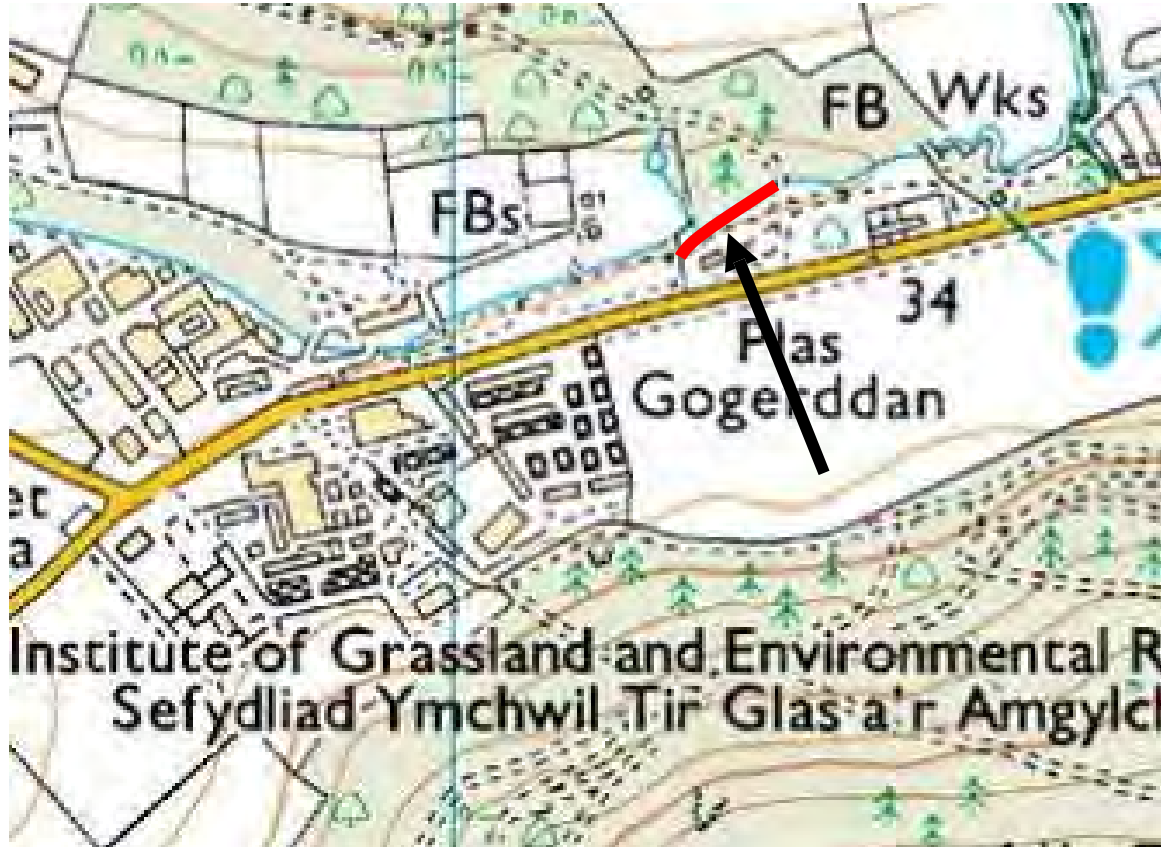 FB Wks
FBs
34
Plas
Gogerddan
et
a
Institute of Grassland and Environmental R
Sefydliad Ymchwil Tir Glas a'r Amgylch